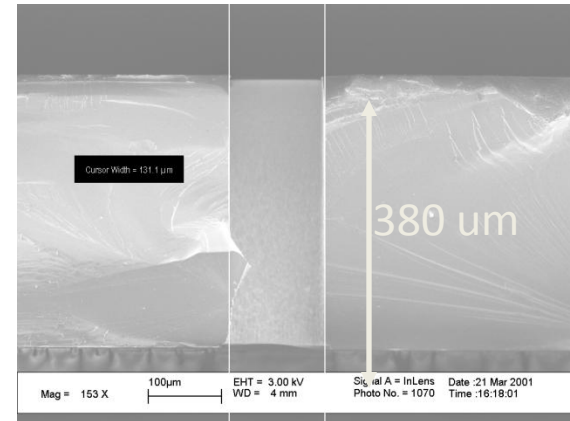 Cursor Width = 131.1 µm
380 um
Mag = 153 X
100µm
EHT = 3.00 kV
WD = 4 mm
Signal A = InLens
Photo No. = 1070
Date :21 Mar 2001
Time :16:18:01